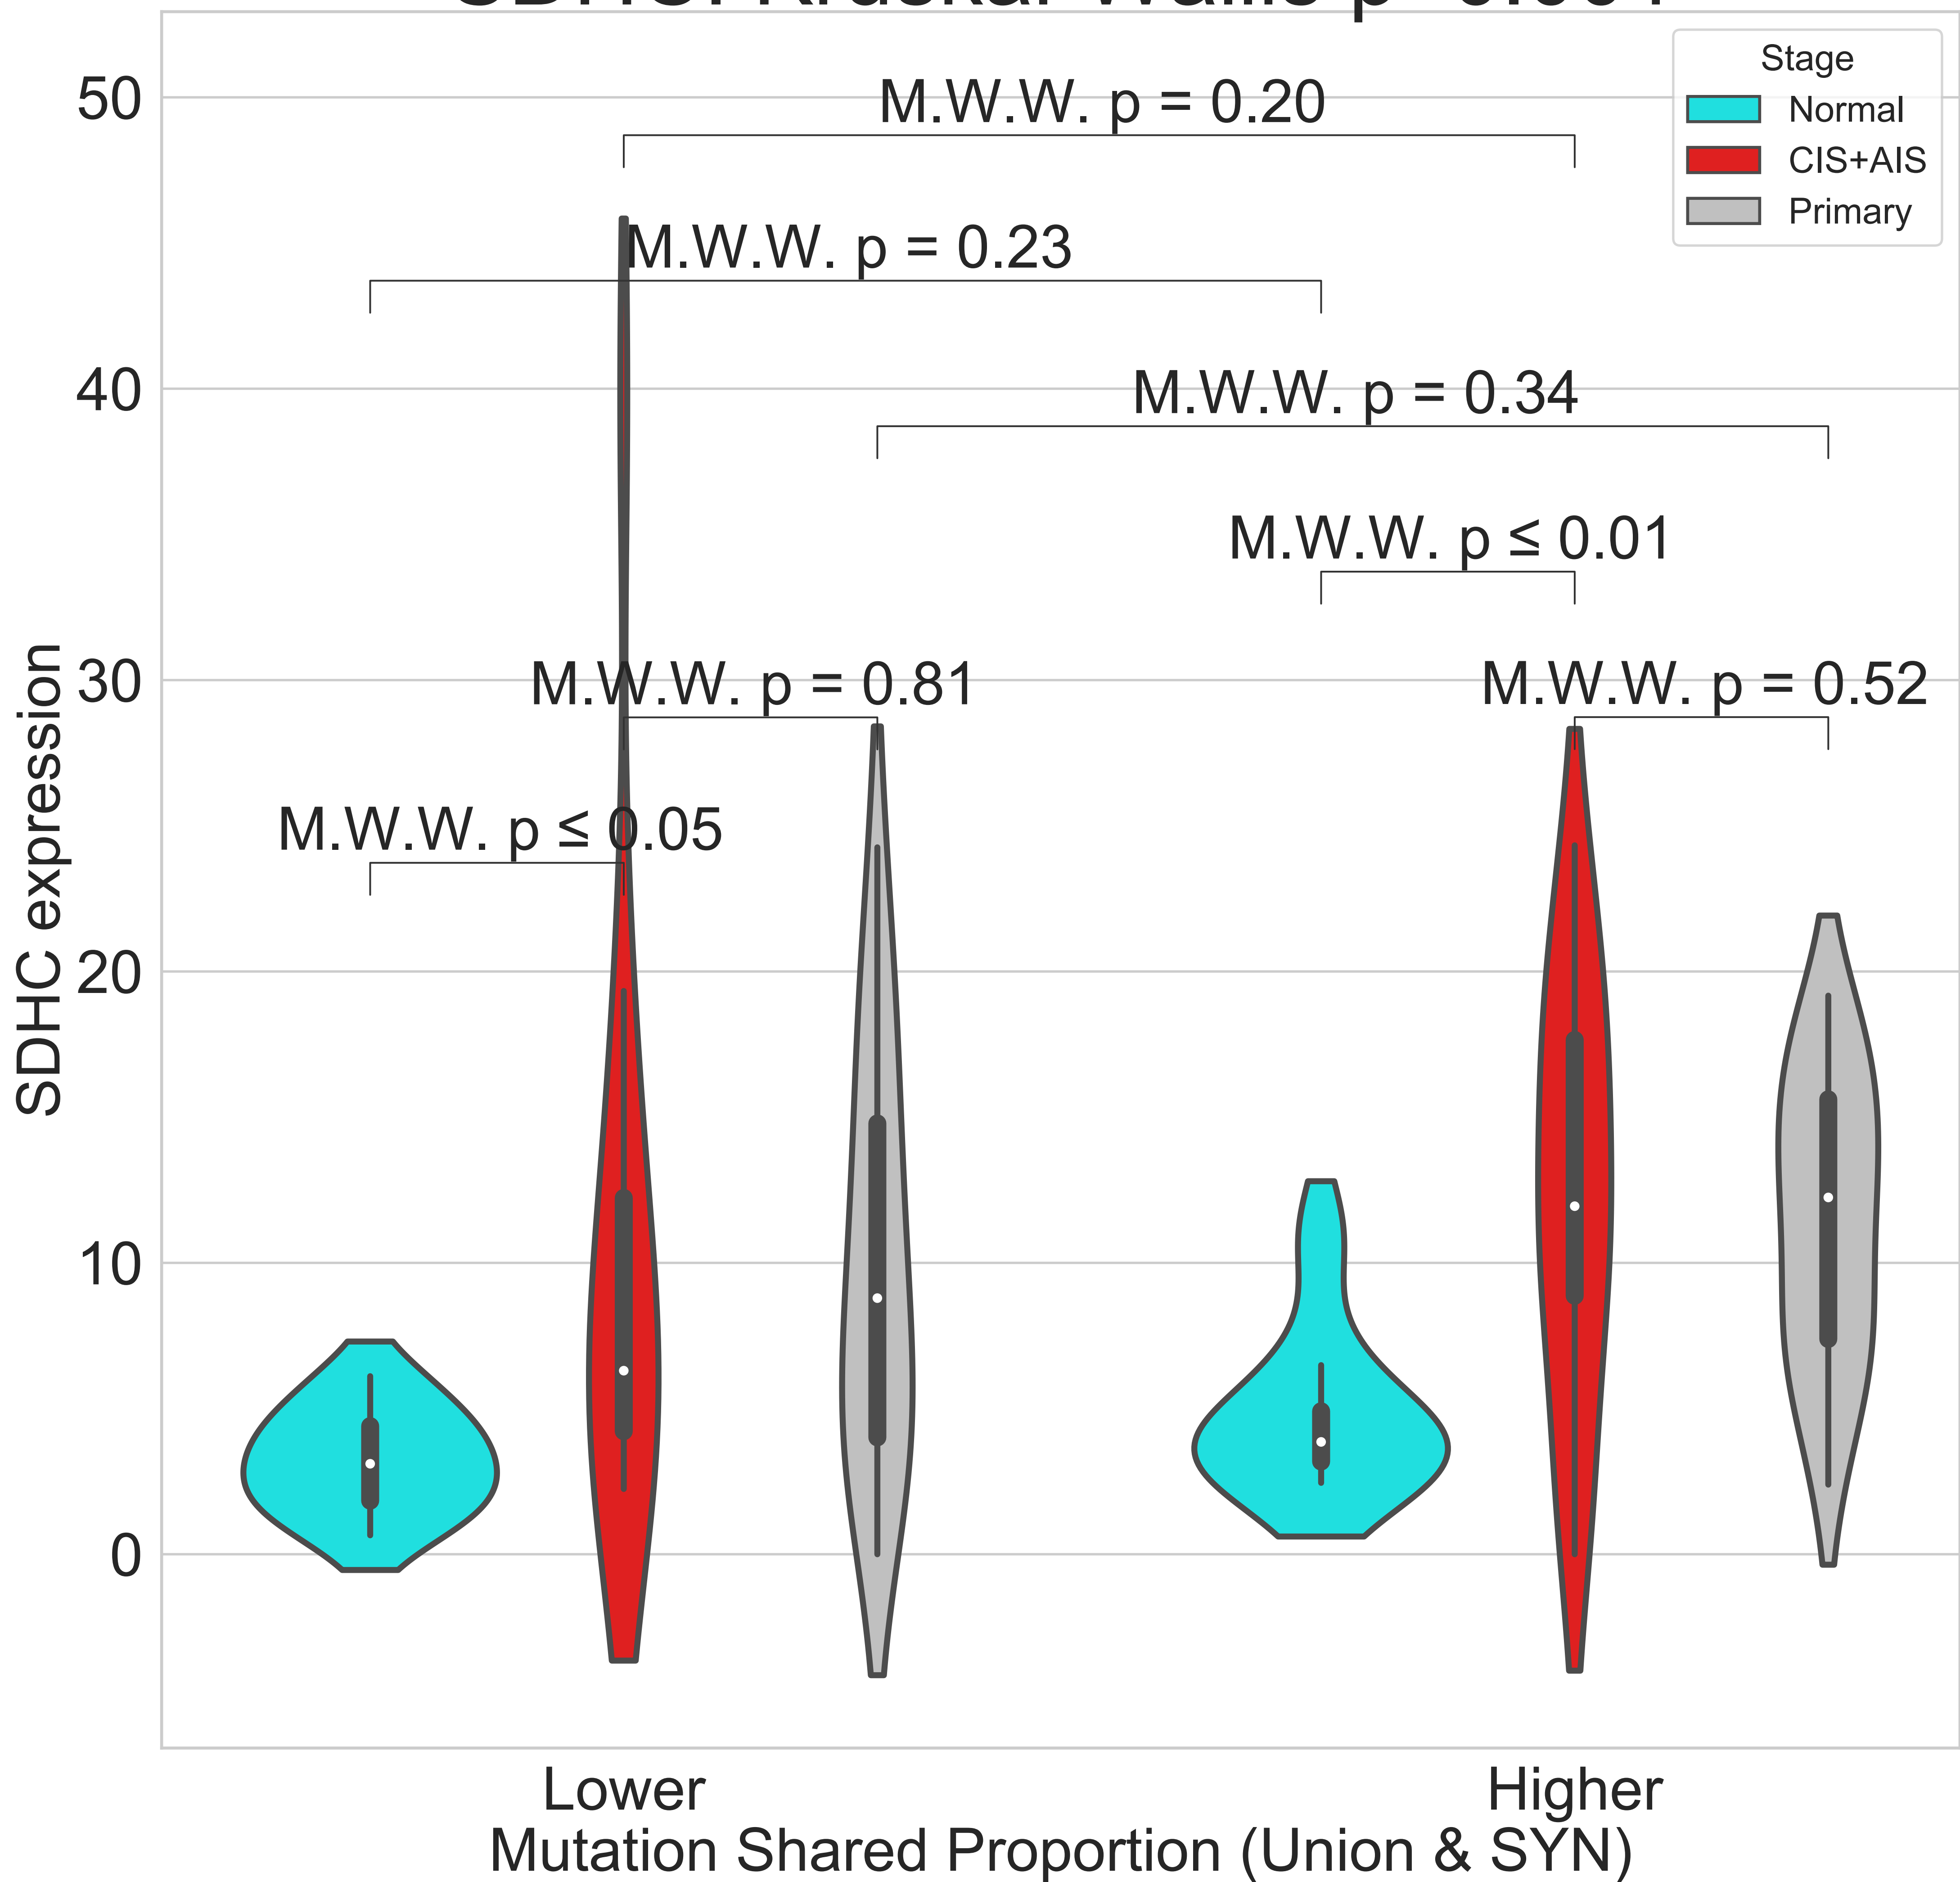 Stage
Normal
CIS+AIS
Primary
M.W.W. p = 0.20
M.W.W. p = 0.23
M.W.W. p = 0.34
M.W.W. p ≤ 0.01
M.W.W. p = 0.81
M.W.W. p = 0.52
M.W.W. p ≤ 0.05
SDHC expression
50
40
30
20
10
0
Lower
Higher
Mutation Shared Proportion (Union & SYN)